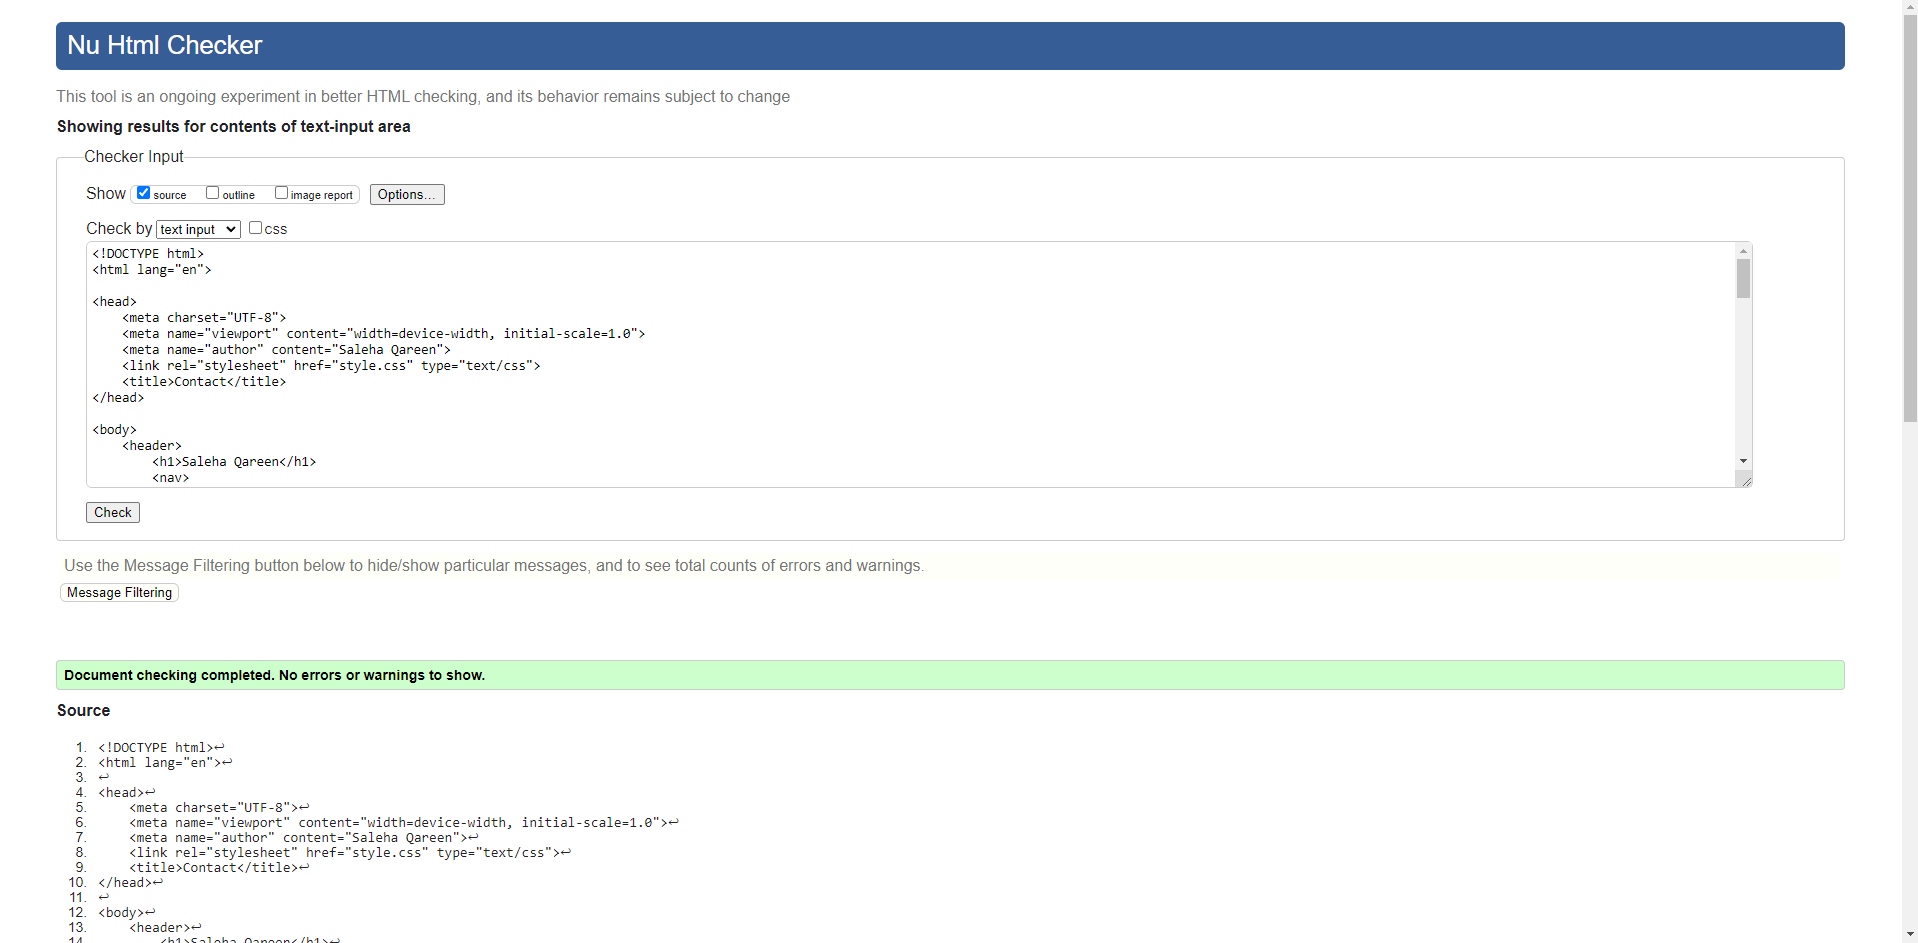 Nu Html Checker
This tool is an ongoing experiment in better HTML checking, and its behavior remains subject to change
Showing results for contents of text-input area
Checker Input
Show source outline image report Options...
Check by text input css
<!DOCTYPE html>
<html lang="en">
<head>
    <meta charset="UTF-8">
    <meta name="viewport" content="width=device-width, initial-scale=1.0">
    <meta name="author" content="Saleha Qareen">
    <link rel="stylesheet" href="style.css" type="text/css">
    <title>Contact</title>
</head>
<body>
    <header>
        <h1>Saleha Qareen</h1>
        <nav>
Check
Use the Message Filtering button below to hide/show particular messages, and to see total counts of errors and warnings.
Message Filtering
Document checking completed. No errors or warnings to show.
Source
1. <!DOCTYPE html>↩
2. <html lang="en">↩
3. ↩
4. <head>↩
5.     <meta charset="UTF-8">↩
6.     <meta name="viewport" content="width=device-width, initial-scale=1.0">↩
7.     <meta name="author" content="Saleha Qareen">↩
8.     <link rel="stylesheet" href="style.css" type="text/css">↩
9.     <title>Contact</title>↩
10. </head>↩
11. ↩
12. <body>↩
13.     <header>↩
14.         <h1>Saleha Qareen</h1>↩